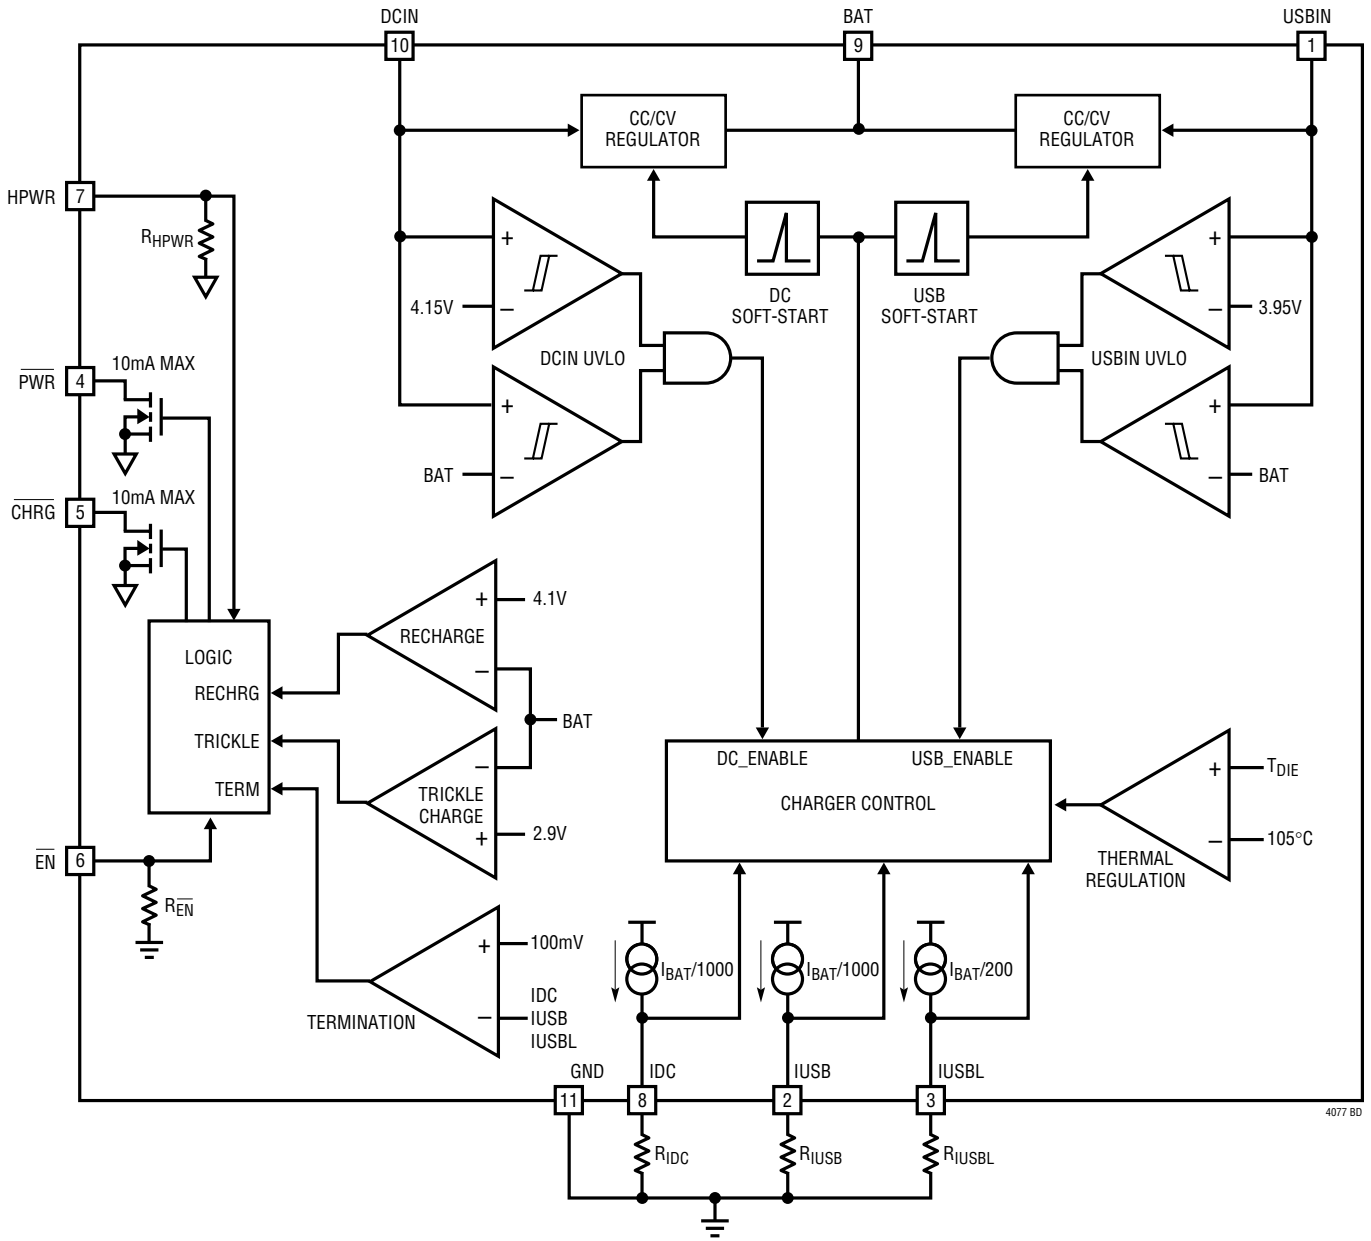 DCIN
BAT
USBIN
10
9
1
CC/CV
REGULATOR
CC/CV
REGULATOR
HPWR
7
RHPWR
+
4.15V
−
DC
SOFT-START
USB
SOFT-START
+
−
3.95V
DCIN UVLO
USBIN UVLO
10mA MAX
PWR
4
+
BAT
−
+
−
BAT
10mA MAX
CHRG
5
+
4.1V
LOGIC
RECHARGE
RECHRG
−
BAT
TRICKLE
−
TERM
TRICKLE
CHARGE
+
2.9V
DC_ENABLE
USB_ENABLE
CHARGER CONTROL
+
TDIE
−
105°C
THERMAL
REGULATION
EN
6
REN
+
100mV
−
IDC
IUSB
IUSBL
TERMINATION
IBAT/1000
IBAT/1000
IBAT/200
GND
IDC
IUSB
IUSBL
11
8
2
3
4077 BD
RIDC
RIUSB
RIUSBL